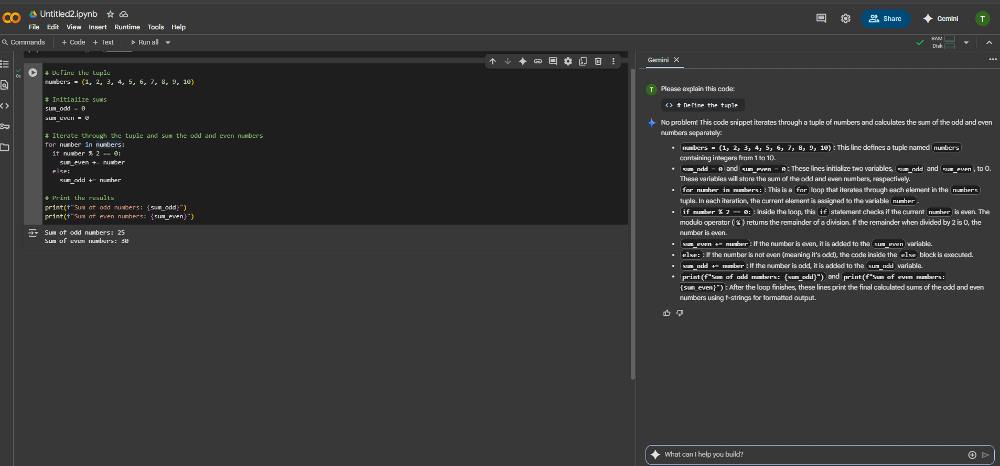 Untitled2.ipynb
File Edit View Insert Runtime Tools Help
Share
Gemini
T
Commands + Code + Text Run all
RAM
Disk
0s
# Define the tuple
numbers = (1, 2, 3, 4, 5, 6, 7, 8, 9, 10)
# Initialize sums
sum_odd = 0
sum_even = 0
# Iterate through the tuple and sum the odd and even numbers
for number in numbers:
if number % 2 == 0:
sum_even += number
else:
sum_odd += number
# Print the results
print(f"Sum of odd numbers: {sum_odd}")
print(f"Sum of even numbers: {sum_even}")
Sum of odd numbers: 25
Sum of even numbers: 30
Gemini
T
Please explain this code:
<> # Define the tuple
No problem! This code snippet iterates through a tuple of numbers and calculates the sum of the odd and even
numbers separately:
• numbers = (1, 2, 3, 4, 5, 6, 7, 8, 9, 10) : This line defines a tuple named numbers
containing integers from 1 to 10.
• sum_odd = 0 and sum_even = 0 : These lines initialize two variables, sum_odd and sum_even , to 0.
These variables will store the sum of the odd and even numbers, respectively.
• for number in numbers: : This is a for loop that iterates through each element in the numbers
tuple. In each iteration, the current element is assigned to the variable number .
• if number % 2 == 0: : Inside the loop, this if statement checks if the current number is even. The
modulo operator ( % ) returns the remainder of a division. If the remainder when divided by 2 is 0, the
number is even.
• sum_even += number : If the number is even, it is added to the sum_even variable.
• else: : If the number is not even (meaning it's odd), the code inside the else block is executed.
• sum_odd += number : If the number is odd, it is added to the sum_odd variable.
• print(f"Sum of odd numbers: {sum_odd}") and print(f"Sum of even numbers:
{sum_even}") : After the loop finishes, these lines print the final calculated sums of the odd and even
numbers using f-strings for formatted output.
What can I help you build?